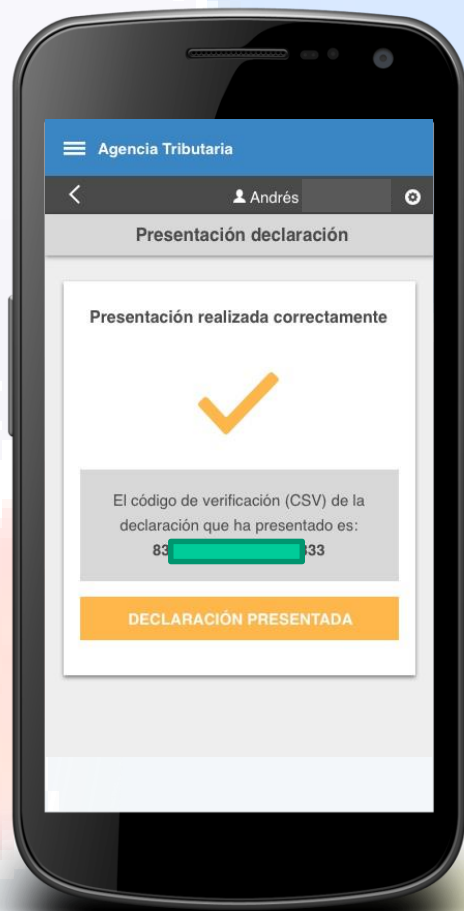 Agencia Tributaria
Andrés
Presentación declaración
Presentación realizada correctamente
El código de verificación (CSV) de la
declaración que ha presentado es:
83 333
DECLARACIÓN PRESENTADA